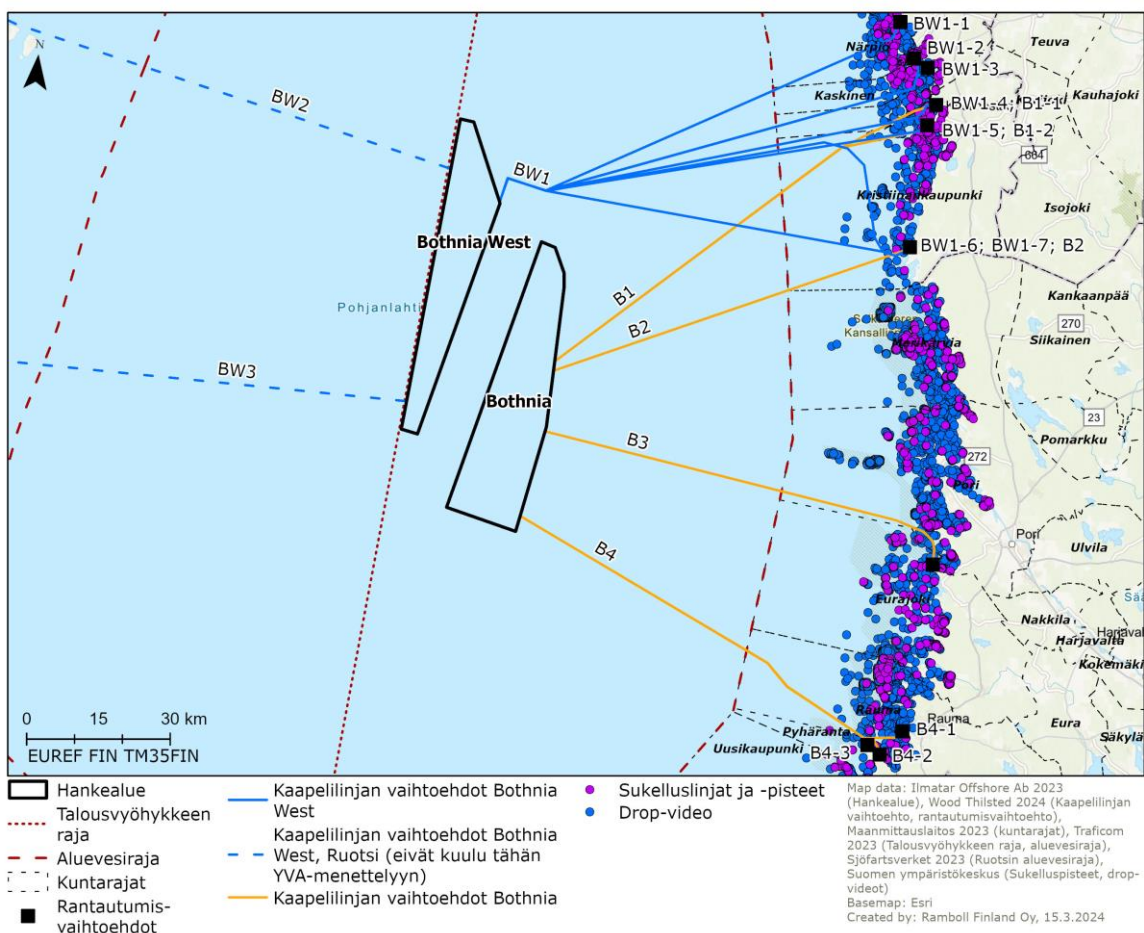 BW1-1
Teuva
Närpiö
BW1-2
BW1-3
Kauhajoki
Kaskinen
BW1-4; B1-1
BW1-5; B1-2
664
N
BW2
BW1
Kristiinankaupunki
Isojoki
Bothnia West
BW1-6; BW1-7; B2
Pohjanlahti
B1
B2
Kankaanpää
270
Siikainen
Merikarvia
Kansallis
BW3
Bothnia
B3
23
Pomarkku
272
Pori
Pori
Ulvila
B4
Eurajoki
Nakkila
Harjavalta
Kokemäki
0 15 30 km
EUREF FIN TM35FIN
Rauma
Rauma
B4-1
Eura
Pyhäranta
Säkylä
Uusikaupunki
B4-3
B4-2
Hankealue
Talousvyöhykkeen
raja
Aluevesiraja
Kuntarajat
Rantautumis-
vaihtoehdot
Kaapelilinjan vaihtoehdot Bothnia
West
Kaapelilinjan vaihtoehdot Bothnia
West, Ruotsi (eivät kuulu tähän
YVA-menettelyyn)
Kaapelilinjan vaihtoehdot Bothnia
Sukelluslinjat ja -pisteet
Drop-video
Map data: Ilmatar Offshore Ab 2023
(Hankealue), Wood Thilsted 2024 (Kaapelilinjan
vaihtoehto, rantautumisvaihtoehto),
Maanmittauslaitos 2023 (kuntarajat), Traficom
2023 (Talousvyöhykkeen raja, aluevesiraja),
Sjöfartsverket 2023 (Ruotsin aluevesiraja),
Suomen ympäristökeskus (Sukelluspisteet, drop-
videot)
Basemap: Esri
Created by: Ramboll Finland Oy, 15.3.2024